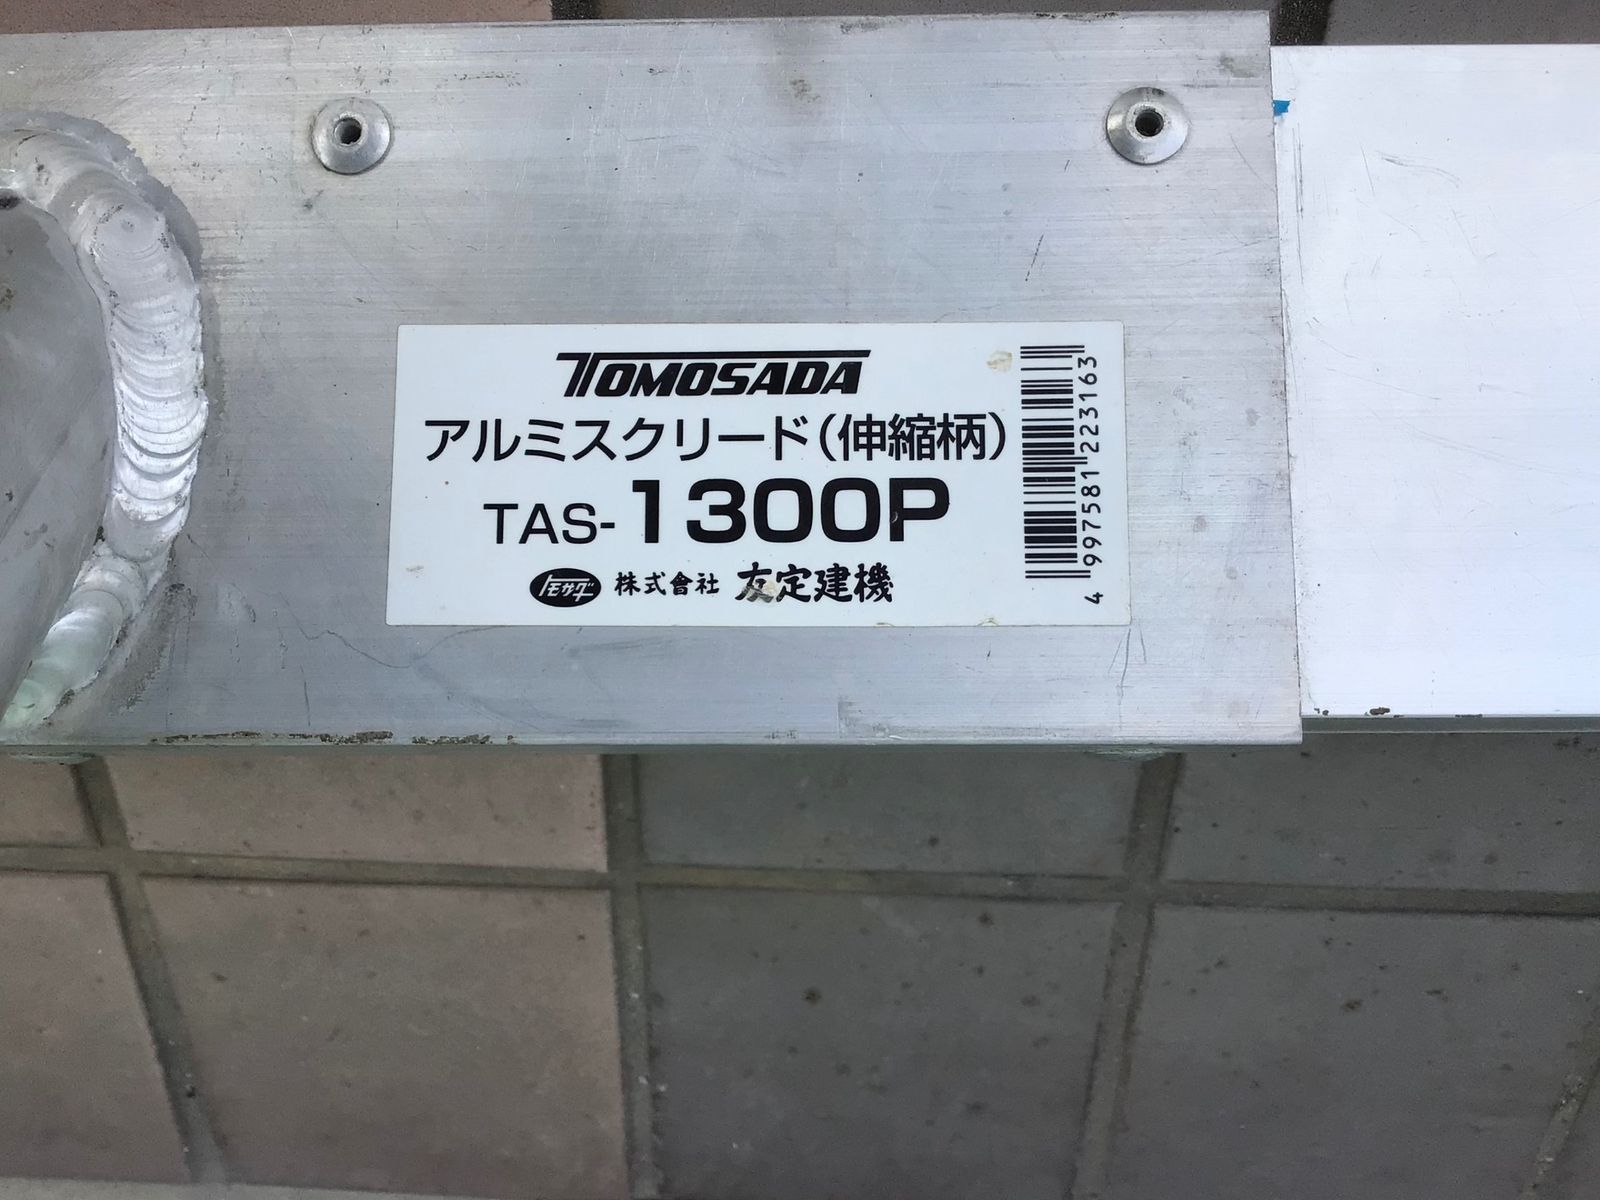 TOMOSADA
アルミスクリード（伸縮柄）
TAS-1300P
トモサダ 株式會社 友定建機
4 997581 223163